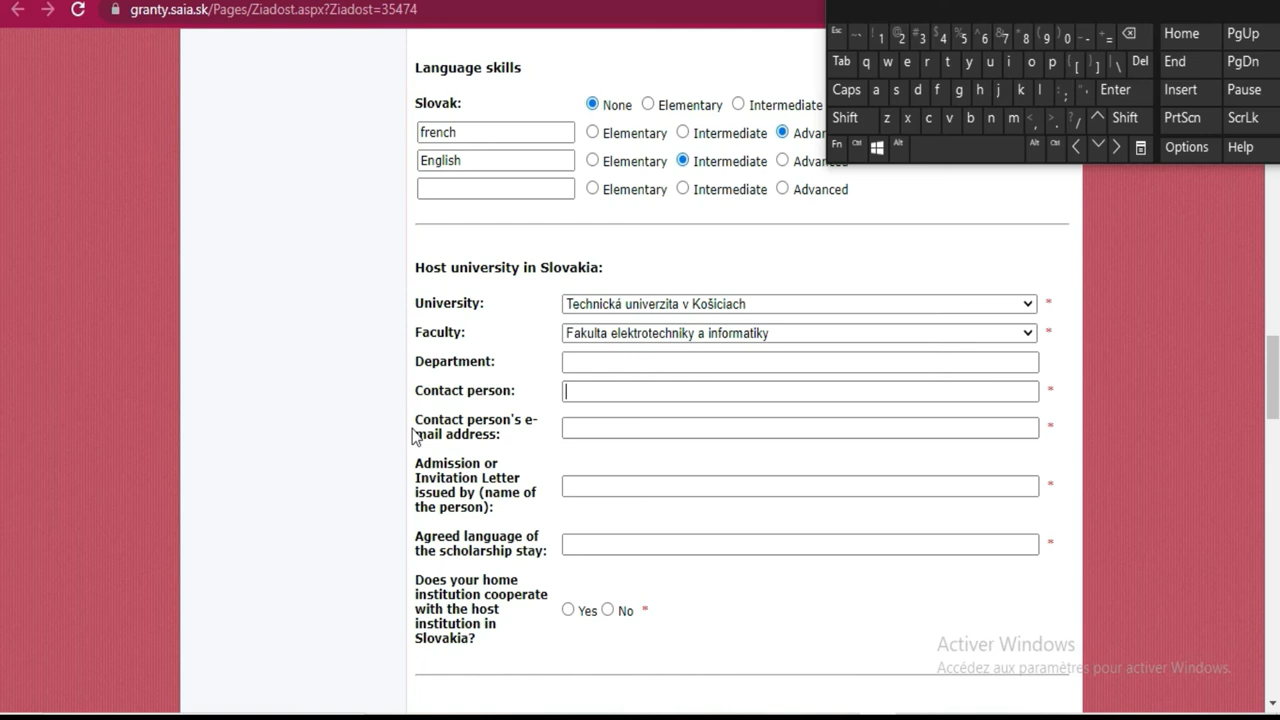 granty.saia.sk/Pages/Ziadost.aspx?Ziadost=35474
Esc ~` !1 @2 #3 $4 %5 ^6 &7 *8 (9 )0 _- += Home PgUp
Tab q w e r t y u i o p {[ }] |\ Del End PgDn
Caps a s d f g h j k l :; "' Enter Insert Pause
Shift z x c v b n m <, >. ?/ Shift PrtScn ScrLk
Fn Ctrl Alt Alt Ctrl Options Help
Language skills
Slovak: None Elementary Intermediate
french Elementary Intermediate Advan
English Elementary Intermediate Advanced
Elementary Intermediate Advanced
Host university in Slovakia:
University: Technická univerzita v Košiciach *
Faculty: Fakulta elektrotechniky a informatiky *
Department:
Contact person: *
Contact person's e-
mail address: *
Admission or
Invitation Letter
issued by (name of *
the person):
Agreed language of
the scholarship stay: *
Does your home
institution cooperate
with the host Yes No *
institution in
Slovakia?
Activer Windows
Accédez aux paramètres pour activer Windows.